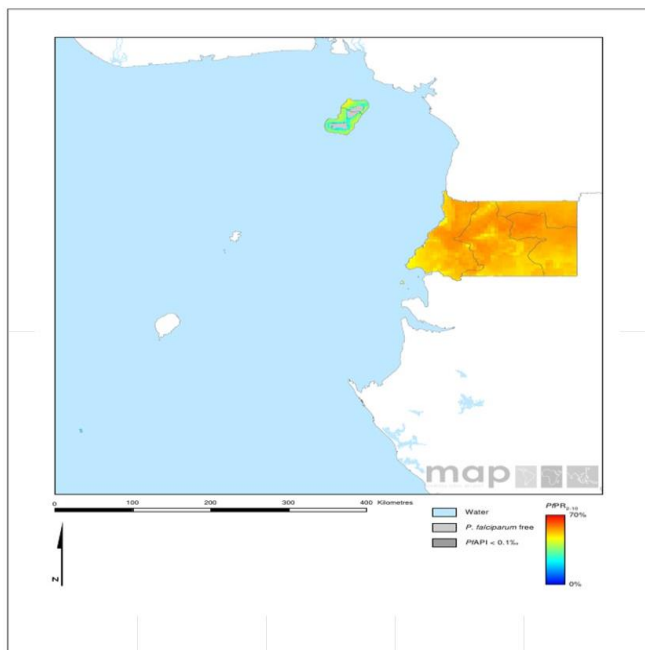 map
0 100 200 300 400 Kilometres
Water
P. falciparum free
PfAPI < 0.1‰
PfPR2-10
70%
0%
N